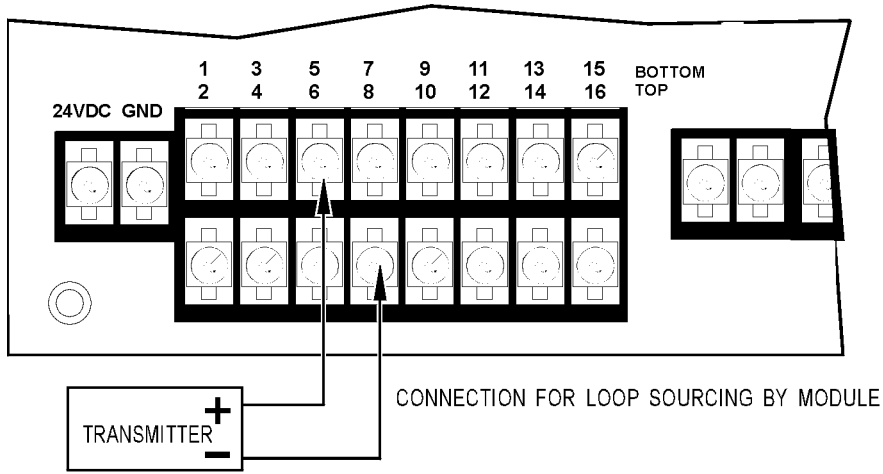 1 3 5 7 9 11 13 15 BOTTOM
2 4 6 8 10 12 14 16 TOP
24VDC GND
CONNECTION FOR LOOP SOURCING BY MODULE
+
TRANSMITTER
−